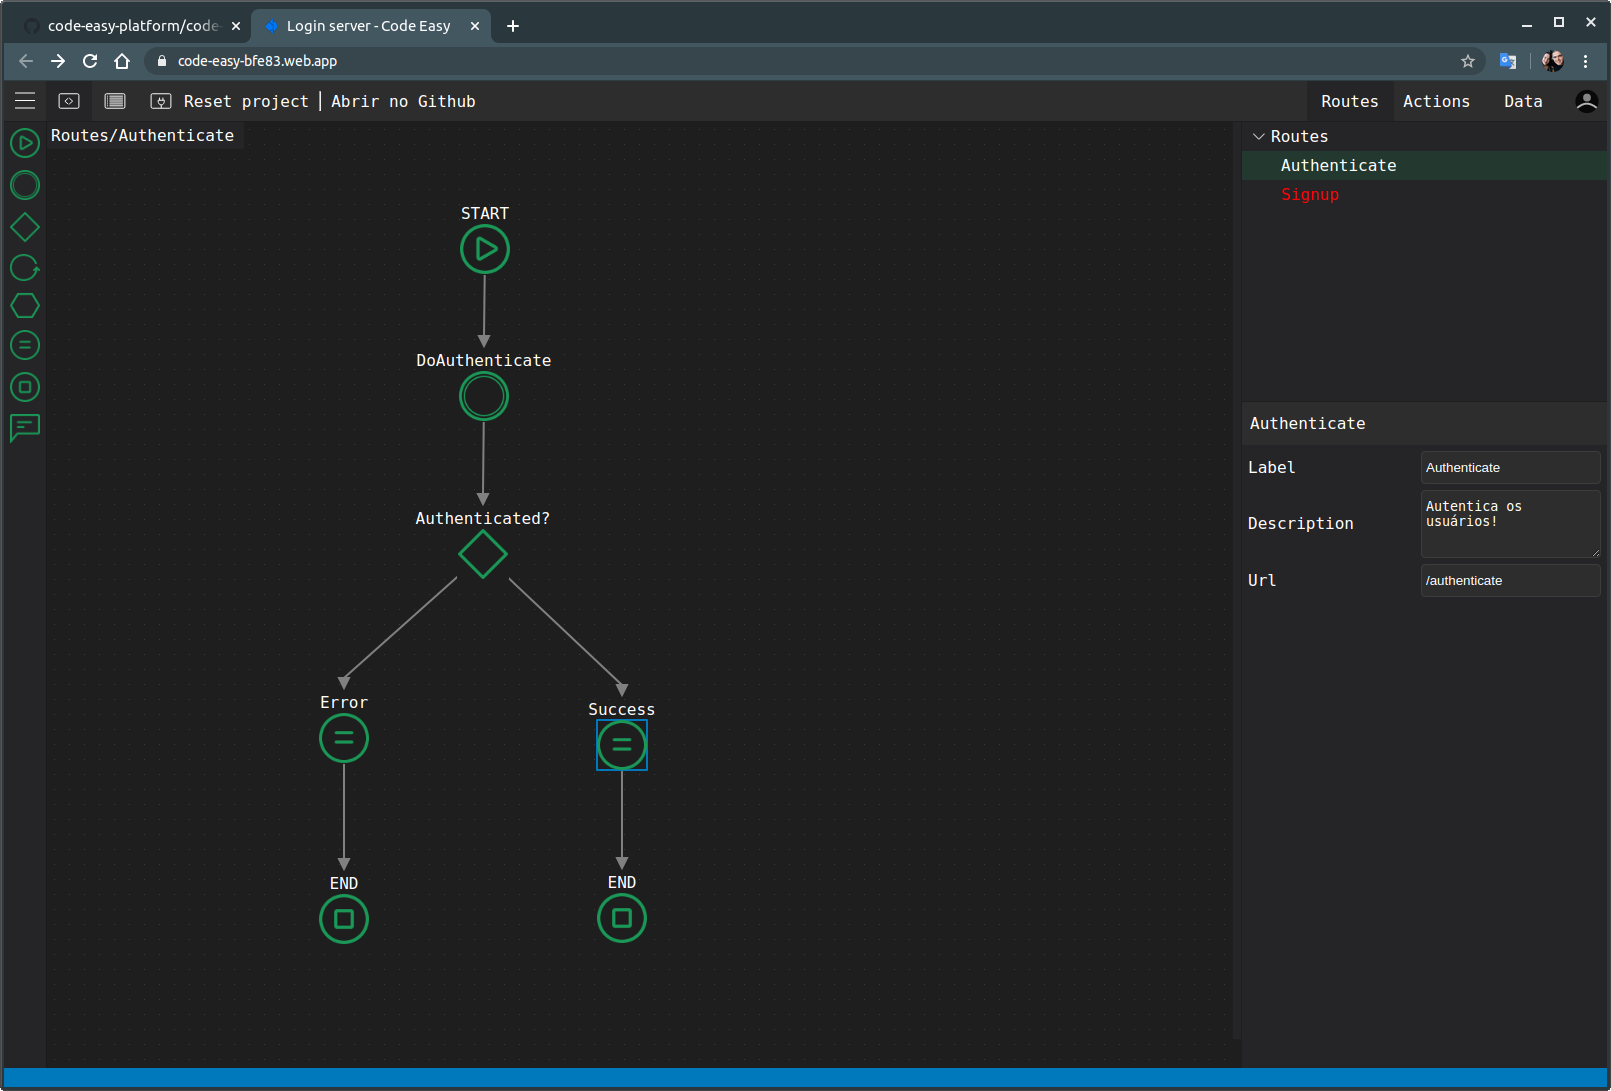 code-easy-platform/code-
Login server - Code Easy
code-easy-bfe83.web.app
Reset project | Abrir no Github
Routes
Actions
Data
Routes/Authenticate
START
DoAuthenticate
Authenticated?
Error
Success
END
END
Routes
Authenticate
Signup
Authenticate
Label
Authenticate
Description
Autentica os
usuários!
Url
/authenticate